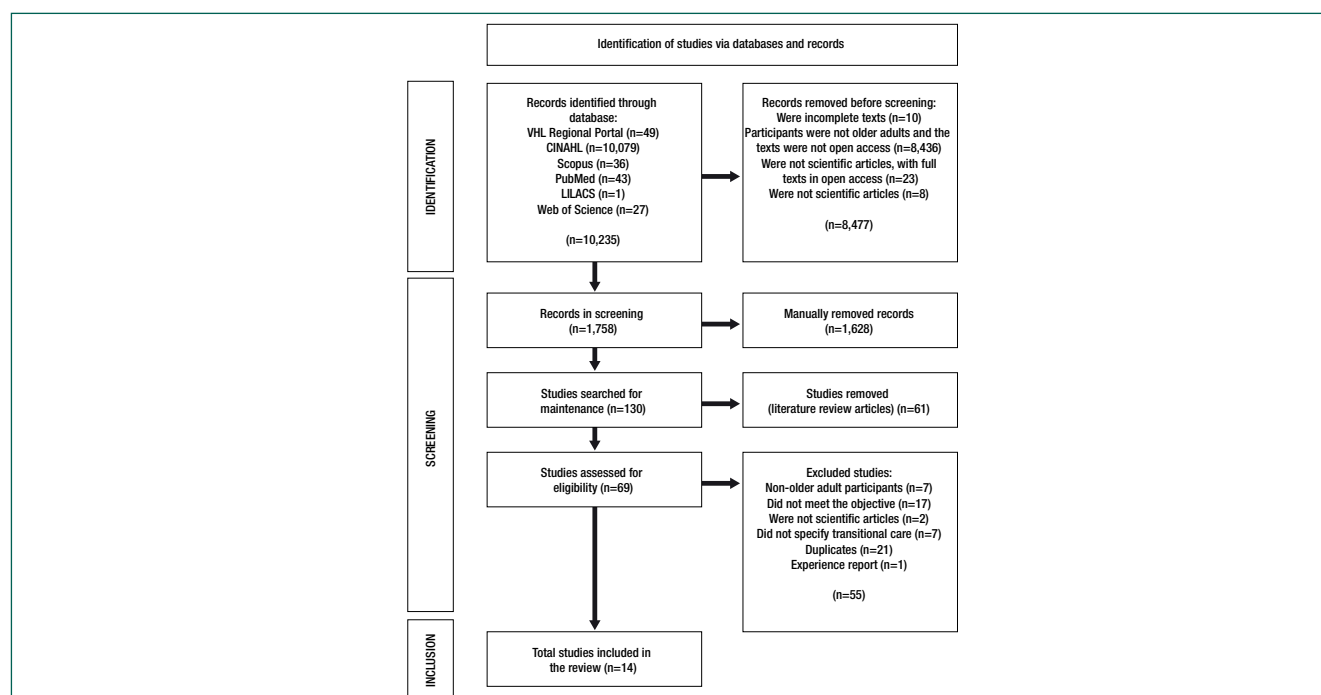 Identification of studies via databases and records
IDENTIFICATION
Records identified through
database:
VHL Regional Portal (n=49)
CINAHL (n=10,079)
Scopus (n=36)
PubMed (n=43)
LILACS (n=1)
Web of Science (n=27)
(n=10,235)
Records removed before screening:
Were incomplete texts (n=10)
Participants were not older adults and the
texts were not open access (n=8,436)
Were not scientific articles, with full
texts in open access (n=23)
Were not scientific articles (n=8)
(n=8,477)
SCREENING
Records in screening
(n=1,758)
Manually removed records
(n=1,628)
Studies searched for
maintenance (n=130)
Studies removed
(literature review articles) (n=61)
Studies assessed for
eligibility (n=69)
Excluded studies:
Non-older adult participants (n=7)
Did not meet the objective (n=17)
Were not scientific articles (n=2)
Did not specify transitional care (n=7)
Duplicates (n=21)
Experience report (n=1)
(n=55)
INCLUSION
Total studies included in
the review (n=14)